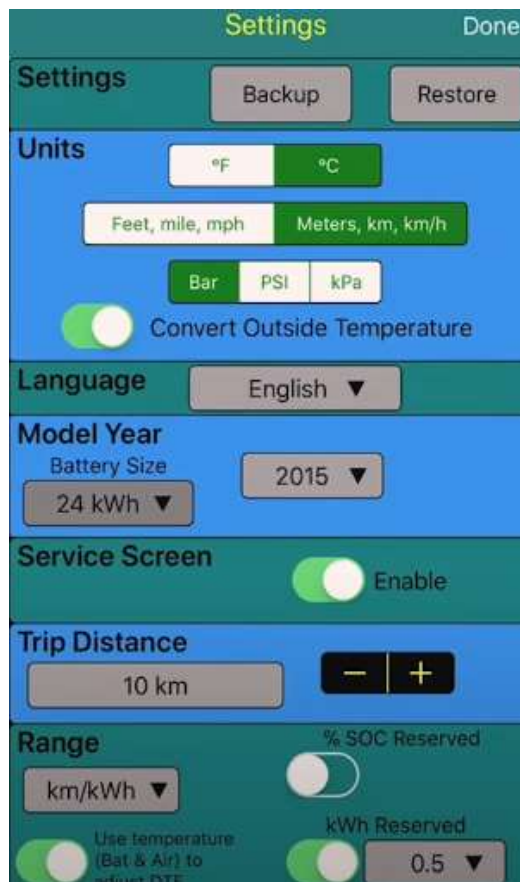 Settings Done
Settings Backup Restore
Units
°F °C
Feet, mile, mph Meters, km, km/h
Bar PSI kPa
Convert Outside Temperature
Language English ▼
Model Year
Battery Size
24 kWh ▼ 2015 ▼
Service Screen
Enable
Trip Distance
10 km − +
Range
% SOC Reserved
km/kWh ▼
kWh Reserved
Use temperature
(Bat & Air) to
adjust DTE
0.5 ▼